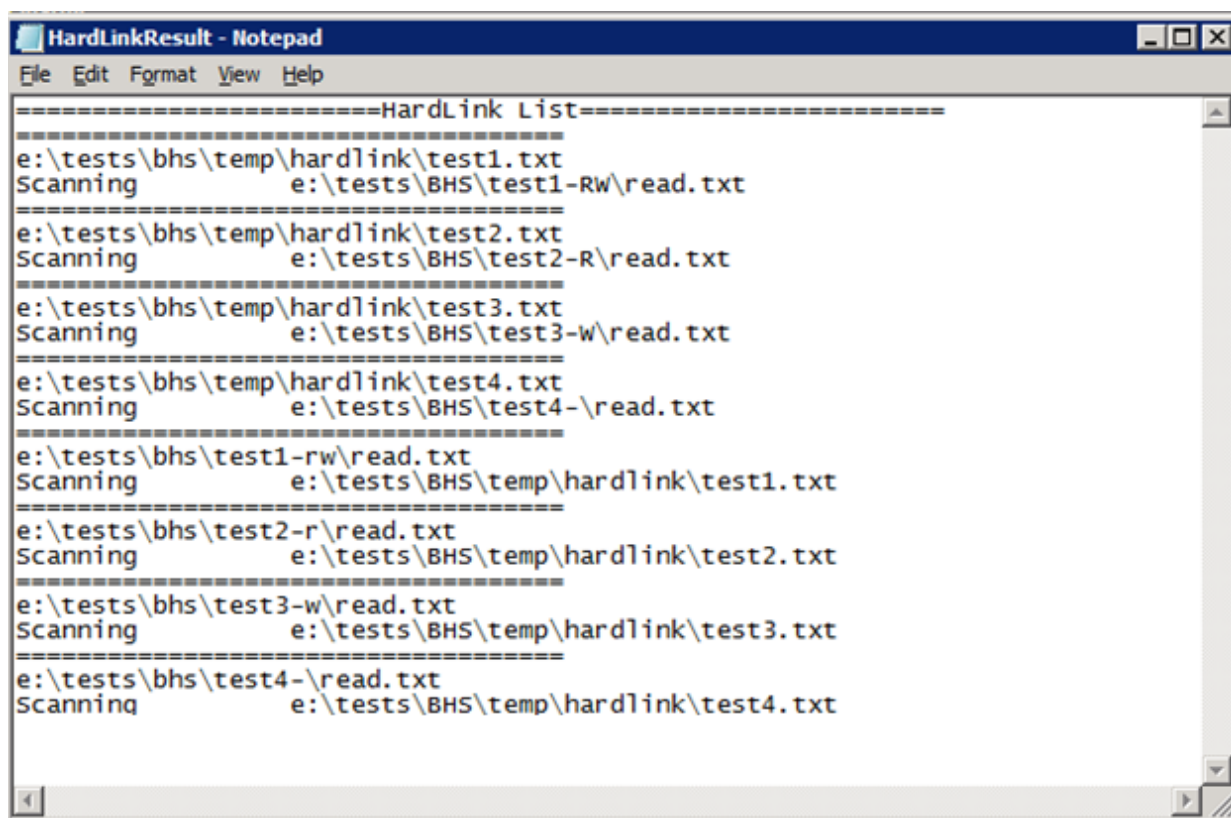 HardLinkResult - Notepad
File Edit Format View Help
========================HardLink List========================
====================================
e:\tests\bhs\temp\hardlink\test1.txt
Scanning          e:\tests\BHS\test1-RW\read.txt
====================================
e:\tests\bhs\temp\hardlink\test2.txt
Scanning          e:\tests\BHS\test2-R\read.txt
====================================
e:\tests\bhs\temp\hardlink\test3.txt
Scanning          e:\tests\BHS\test3-W\read.txt
====================================
e:\tests\bhs\temp\hardlink\test4.txt
Scanning          e:\tests\BHS\test4-\read.txt
====================================
e:\tests\bhs\test1-rw\read.txt
Scanning          e:\tests\BHS\temp\hardlink\test1.txt
====================================
e:\tests\bhs\test2-r\read.txt
Scanning          e:\tests\BHS\temp\hardlink\test2.txt
====================================
e:\tests\bhs\test3-w\read.txt
Scanning          e:\tests\BHS\temp\hardlink\test3.txt
====================================
e:\tests\bhs\test4-\read.txt
Scanning          e:\tests\BHS\temp\hardlink\test4.txt